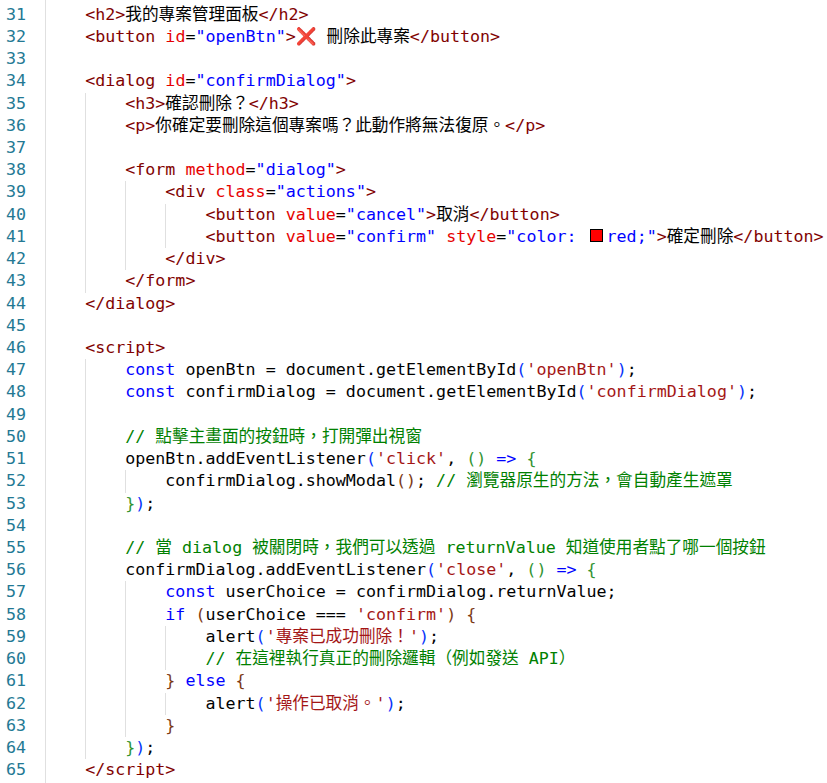 31 <h2>我的專案管理面板</h2>
32 <button id="openBtn">❌ 刪除此專案</button>
33
34 <dialog id="confirmDialog">
35 <h3>確認刪除？</h3>
36 <p>你確定要刪除這個專案嗎？此動作將無法復原。</p>
37
38 <form method="dialog">
39 <div class="actions">
40 <button value="cancel">取消</button>
41 <button value="confirm" style="color: red;">確定刪除</button>
42 </div>
43 </form>
44 </dialog>
45
46 <script>
47 const openBtn = document.getElementById('openBtn');
48 const confirmDialog = document.getElementById('confirmDialog');
49
50 // 點擊主畫面的按鈕時，打開彈出視窗
51 openBtn.addEventListener('click', () => {
52 confirmDialog.showModal(); // 瀏覽器原生的方法，會自動產生遮罩
53 });
54
55 // 當 dialog 被關閉時，我們可以透過 returnValue 知道使用者點了哪一個按鈕
56 confirmDialog.addEventListener('close', () => {
57 const userChoice = confirmDialog.returnValue;
58 if (userChoice === 'confirm') {
59 alert('專案已成功刪除！');
60 // 在這裡執行真正的刪除邏輯（例如發送 API）
61 } else {
62 alert('操作已取消。');
63 }
64 });
65 </script>